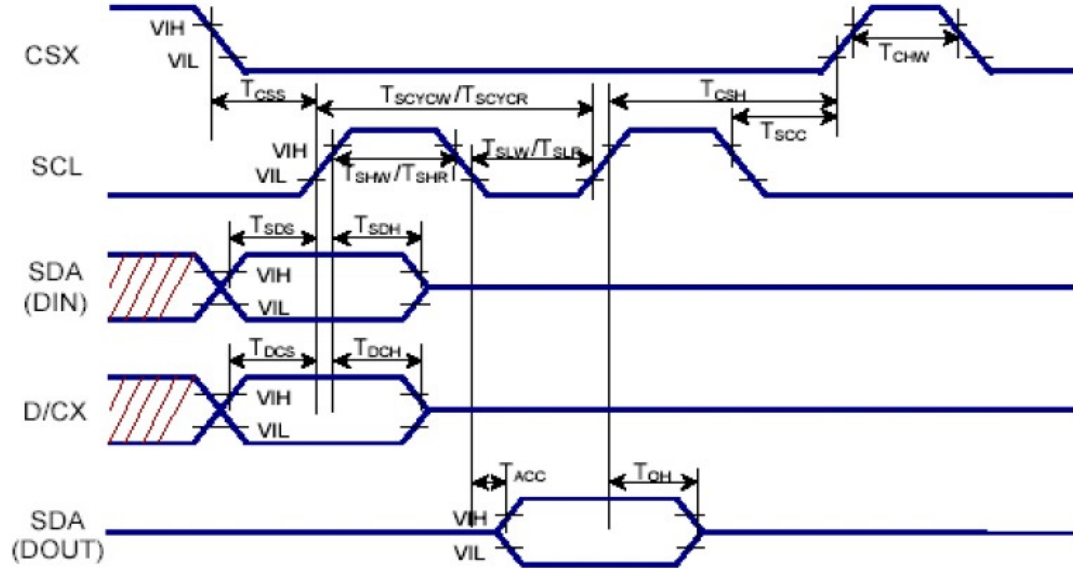 CSX
VIH
VIL
TCSS
TSCYCW/TSCYCR
TCSH
TCHW
TSCC
SCL
VIH
VIL
TSHW/TSHR
TSLW/TSLR
SDA
(DIN)
TSDS
TSDH
VIH
VIL
D/CX
TDCS
TDCH
VIH
VIL
SDA
(DOUT)
TACC
TOH
VIH
VIL